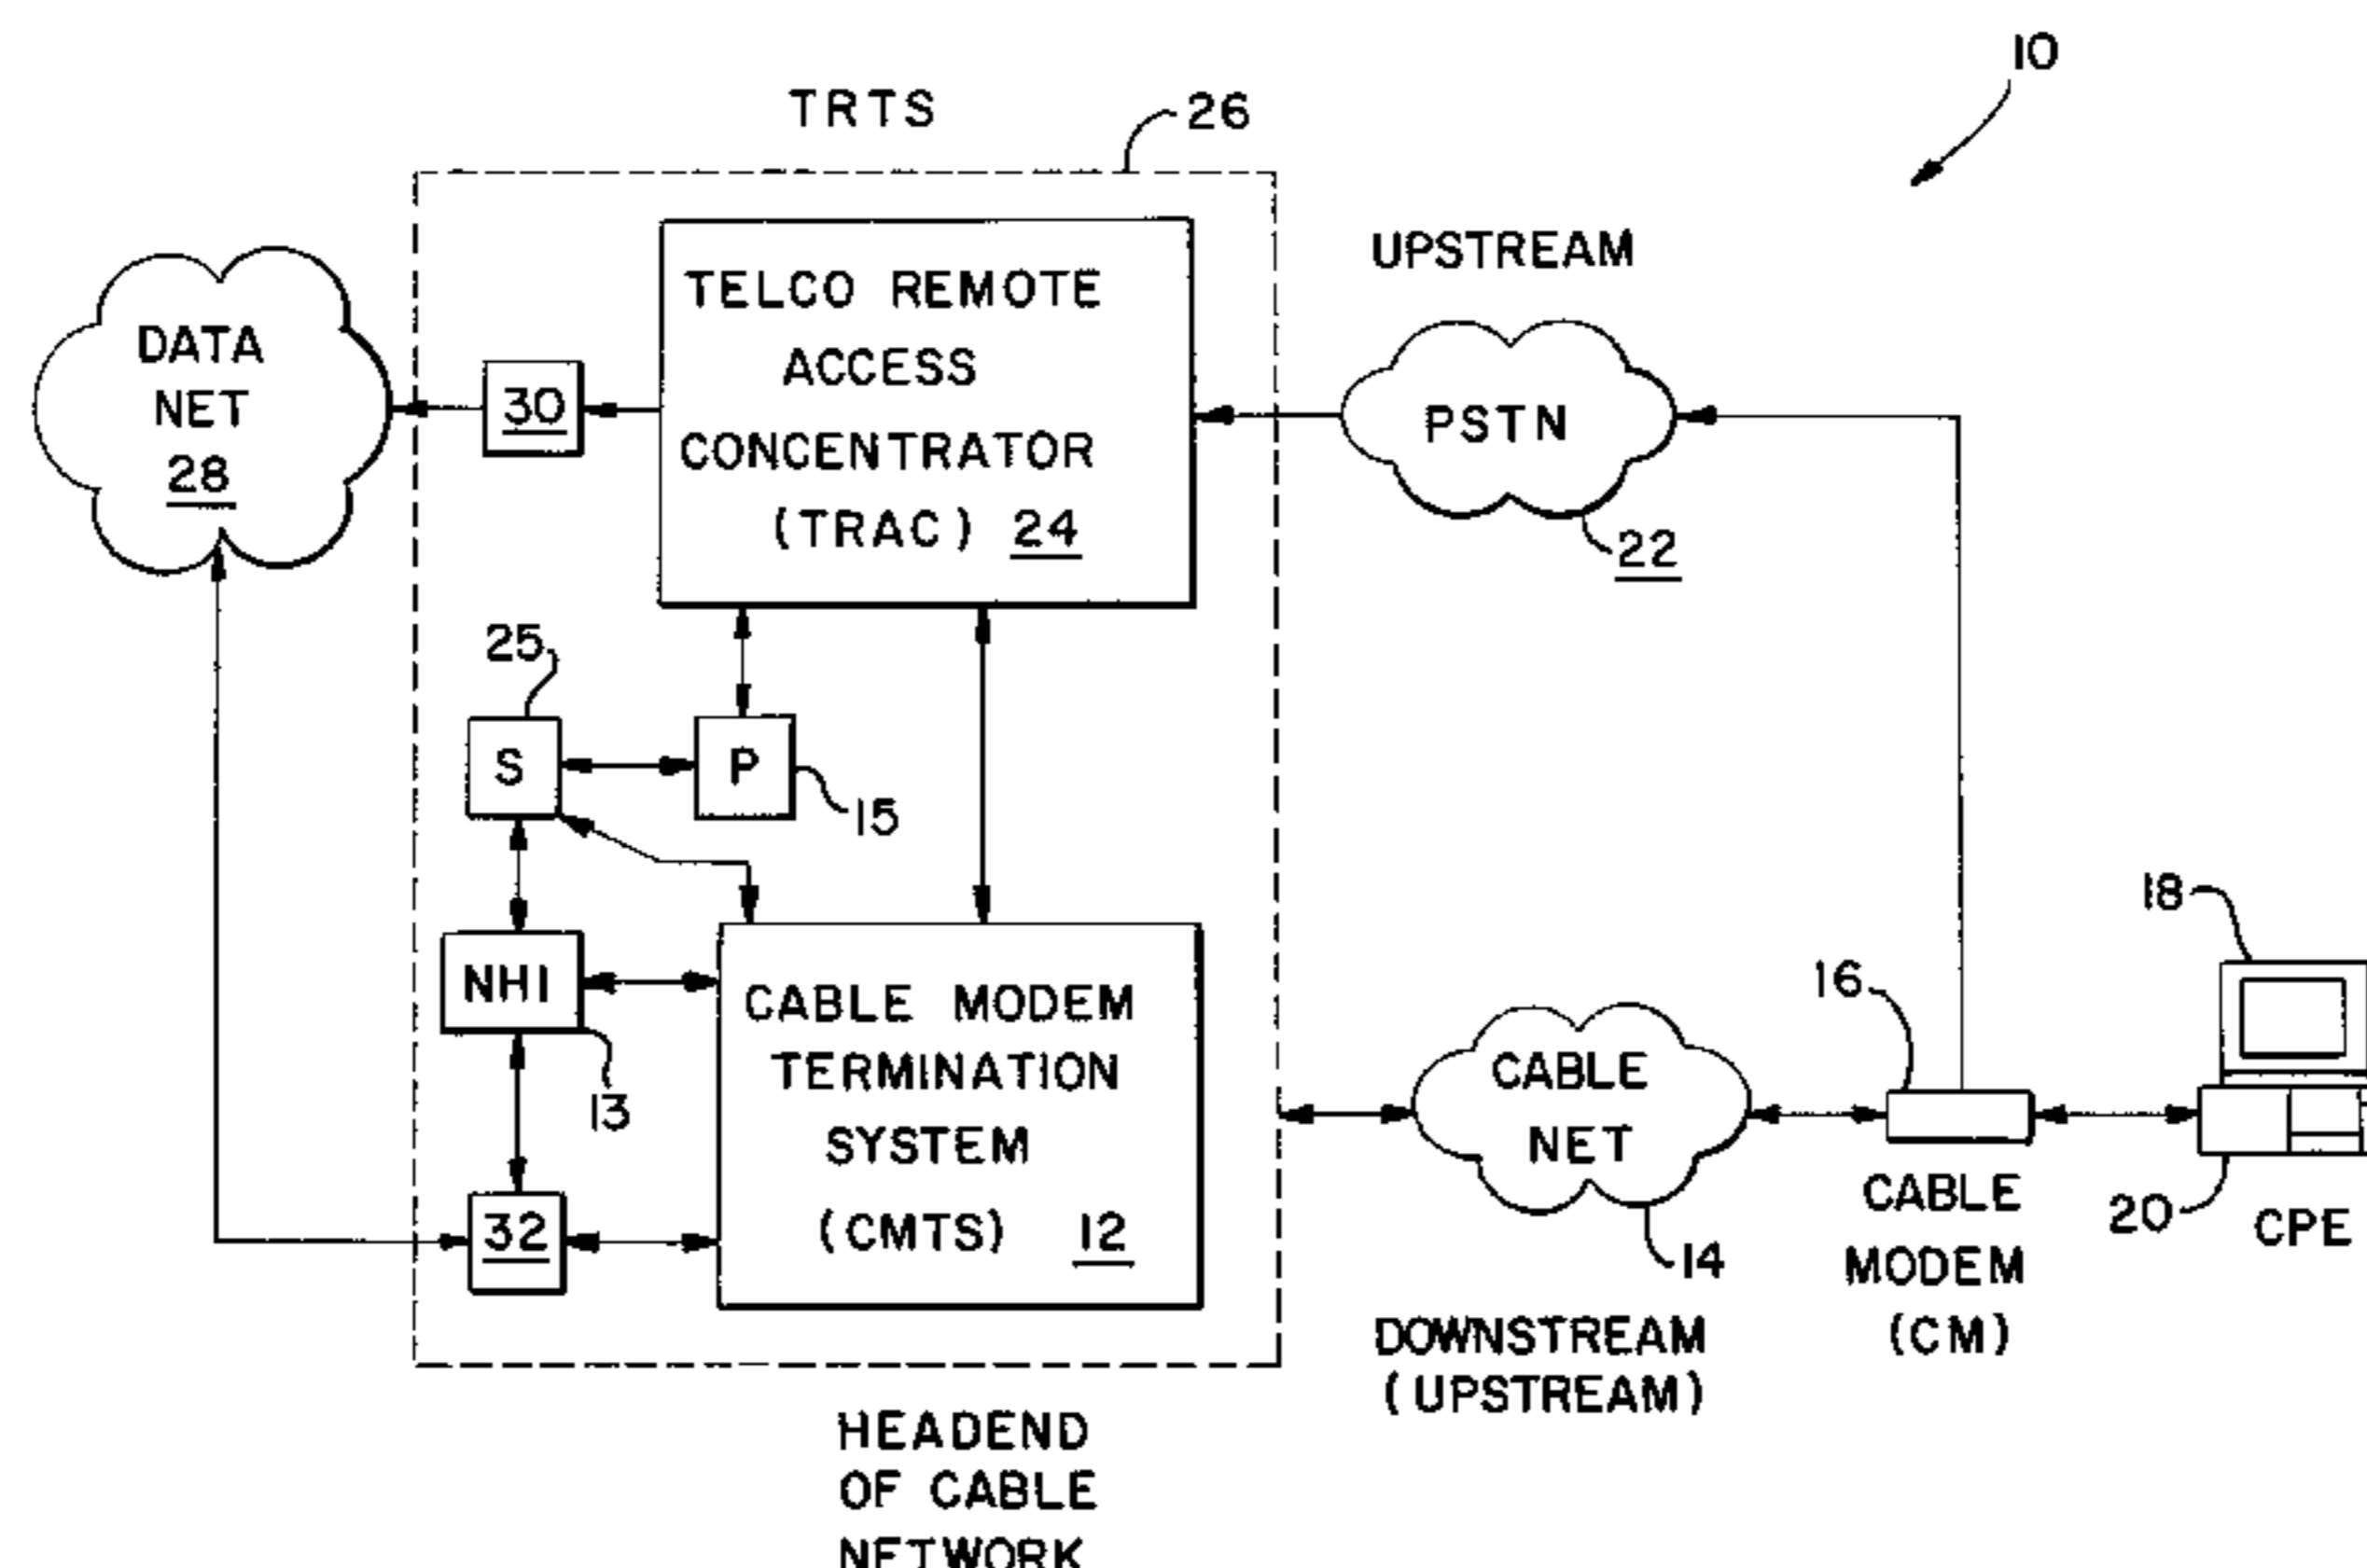 10
TRTS
26
UPSTREAM
TELCO REMOTE
ACCESS
CONCENTRATOR
(TRAC) 24
DATA
NET
28
30
PSTN
22
25
S
P
15
NHI
13
32
CABLE MODEM
TERMINATION
SYSTEM
(CMTS) 12
CABLE
NET
14
16
18
20
CPE
CABLE
MODEM
(CM)
DOWNSTREAM
(UPSTREAM)
HEADEND
OF CABLE
NETWORK